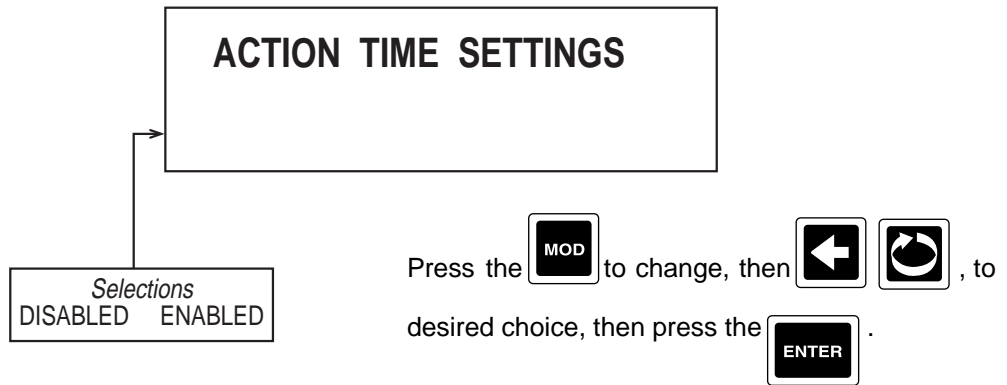 ACTION TIME SETTINGS
Selections
DISABLED ENABLED
Press the MOD to change, then , to
desired choice, then press the ENTER .